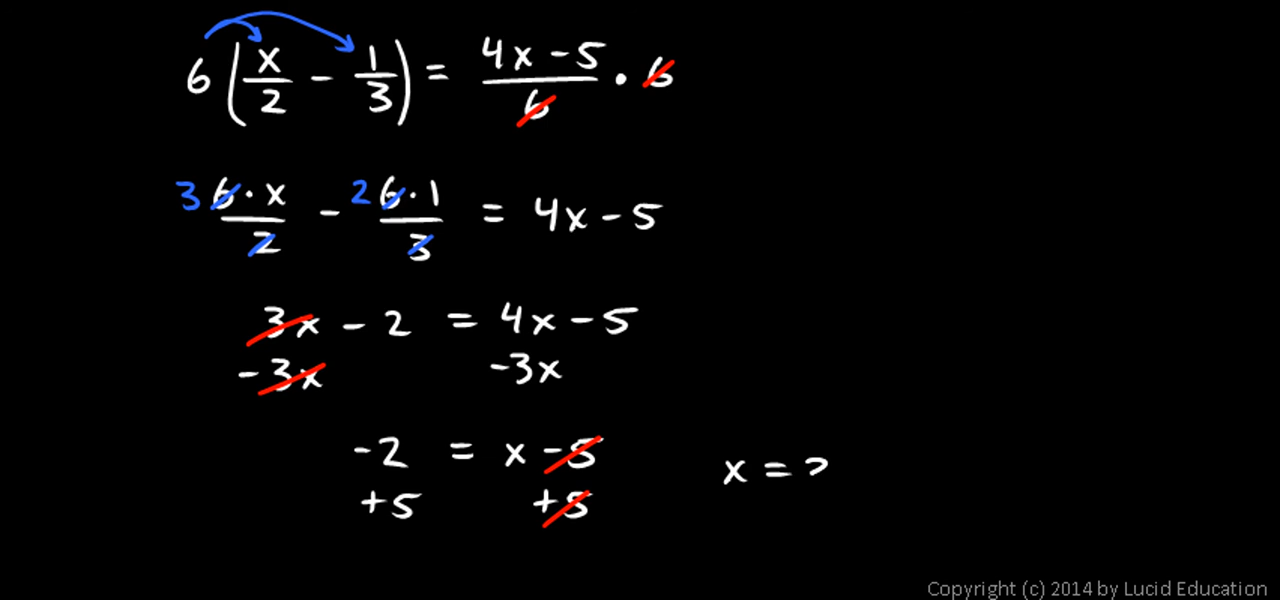 6 (x/2 - 1/3) = (4x - 5)/6 · 6
3 6·x/2 - 2 6·1/3 = 4x - 5
3x - 2 = 4x - 5
-3x -3x
-2 = x - 5
+5 +5
x = ?
Copyright (c) 2014 by Lucid Education